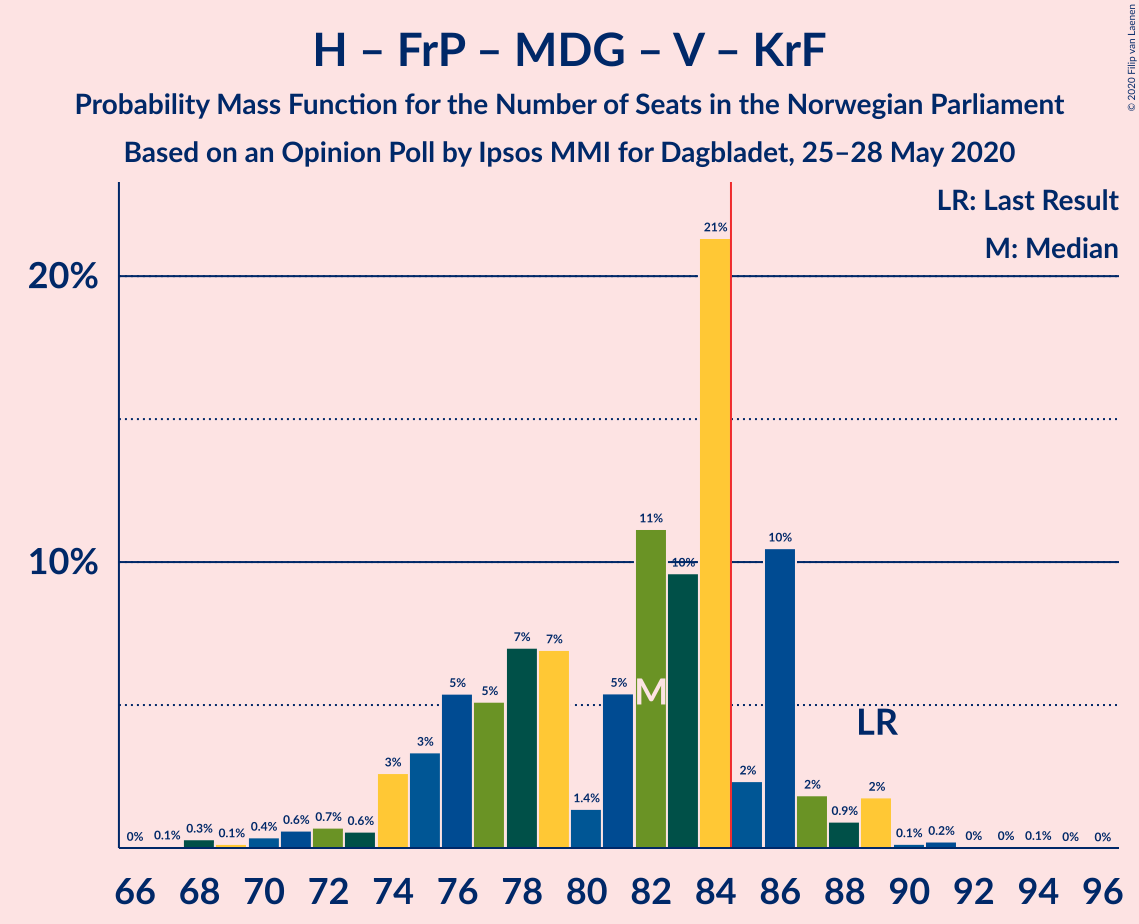 H – FrP – MDG – V – KrF
Probability Mass Function for the Number of Seats in the Norwegian Parliament
Based on an Opinion Poll by Ipsos MMI for Dagbladet, 25–28 May 2020
© 2020 Filip van Laenen
LR: Last Result
M: Median
20%
10%
0% 0.1% 0.3% 0.1% 0.4% 0.6% 0.7% 0.6% 3% 3% 5% 5% 7% 7% 1.4% 5% 11% 10% 21% 2% 10% 2% 0.9% 2% 0.1% 0.2% 0% 0% 0.1% 0% 0%
M
LR
66 68 70 72 74 76 78 80 82 84 86 88 90 92 94 96